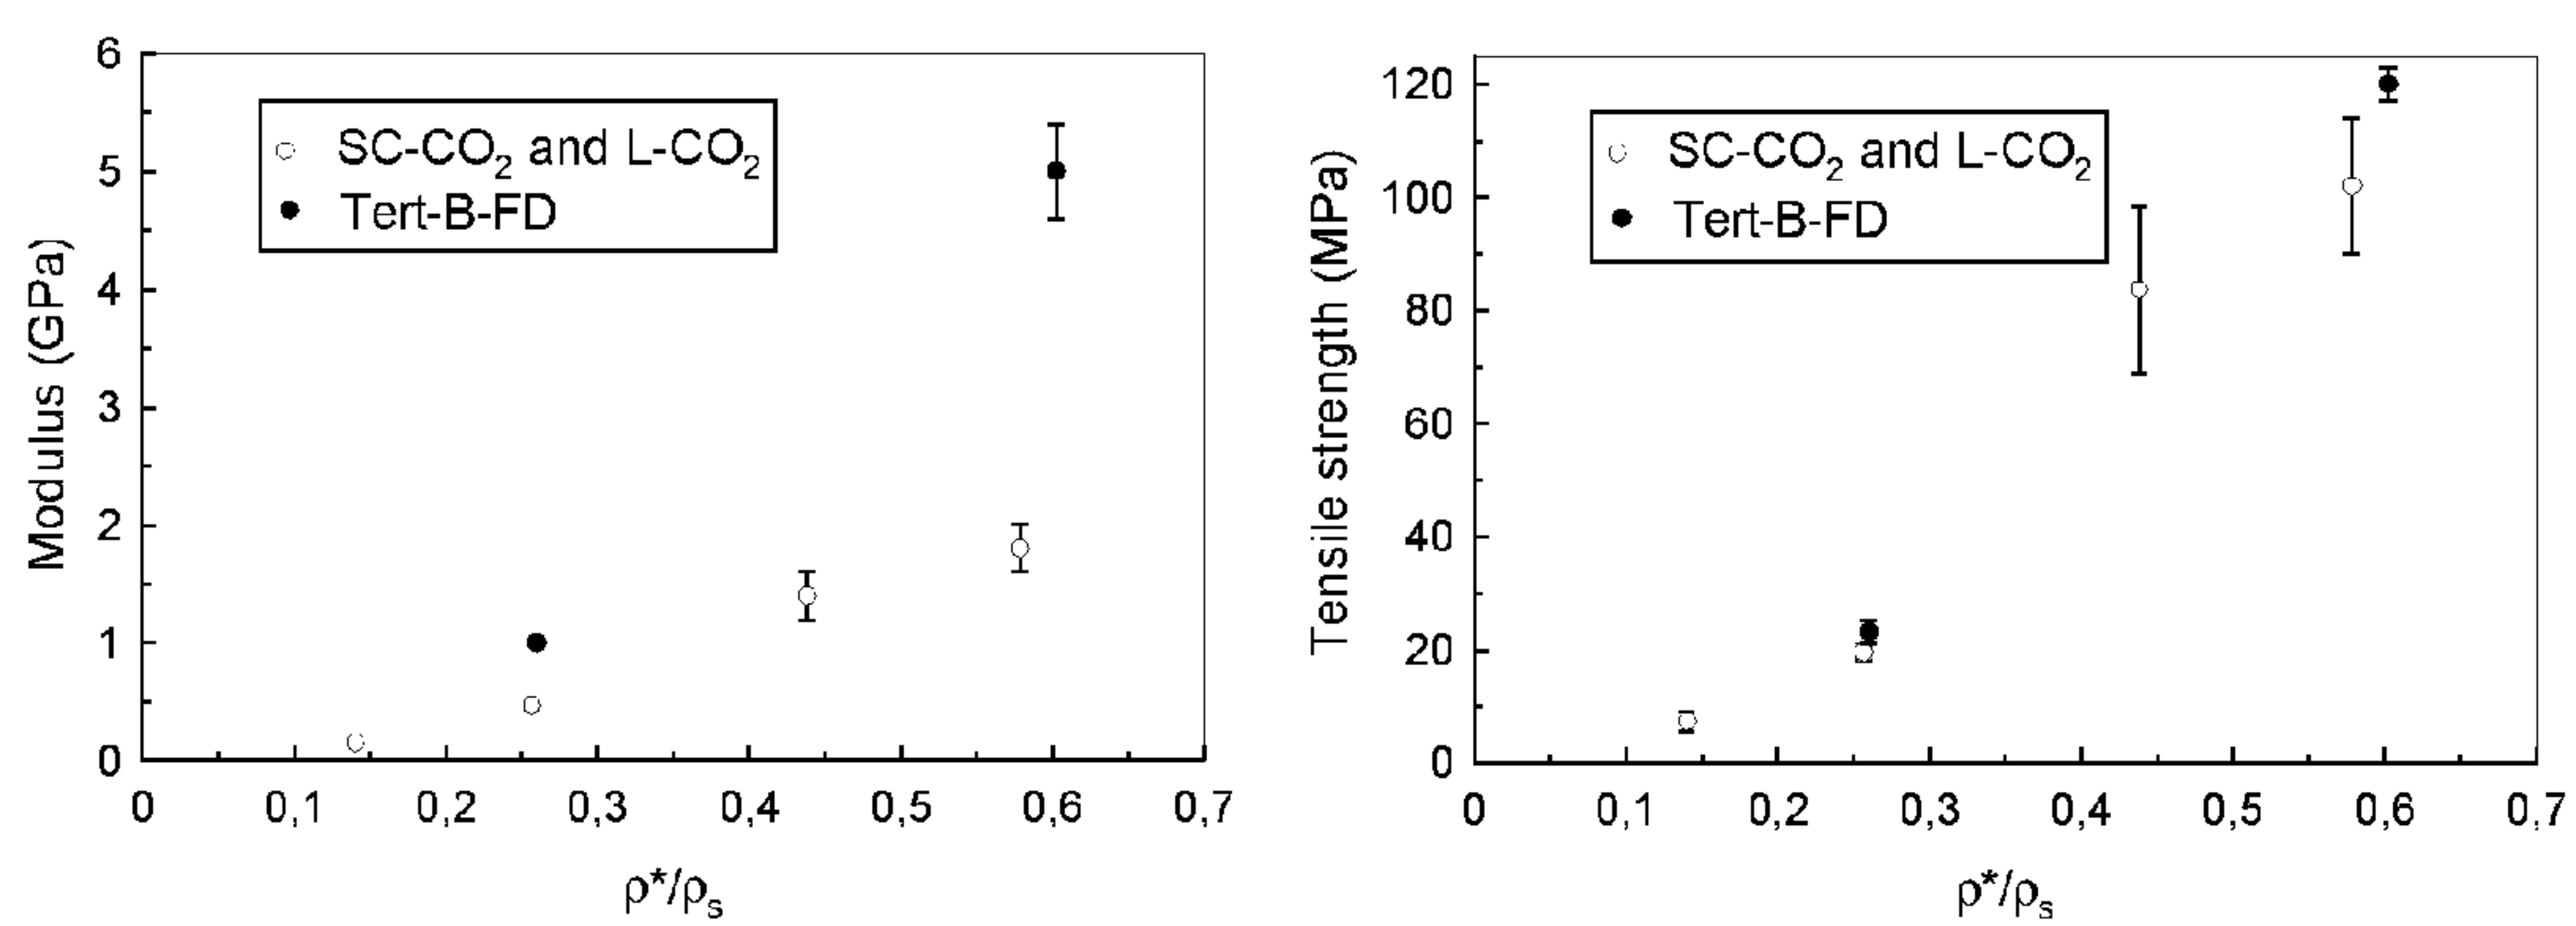 Modulus (GPa)
6
5
4
3
2
1
0
SC-CO₂ and L-CO₂
Tert-B-FD
0 0,1 0,2 0,3 0,4 0,5 0,6 0,7
ρ*/ρₛ
Tensile strength (MPa)
120
100
80
60
40
20
0
SC-CO₂ and L-CO₂
Tert-B-FD
0 0,1 0,2 0,3 0,4 0,5 0,6 0,7
ρ*/ρₛ